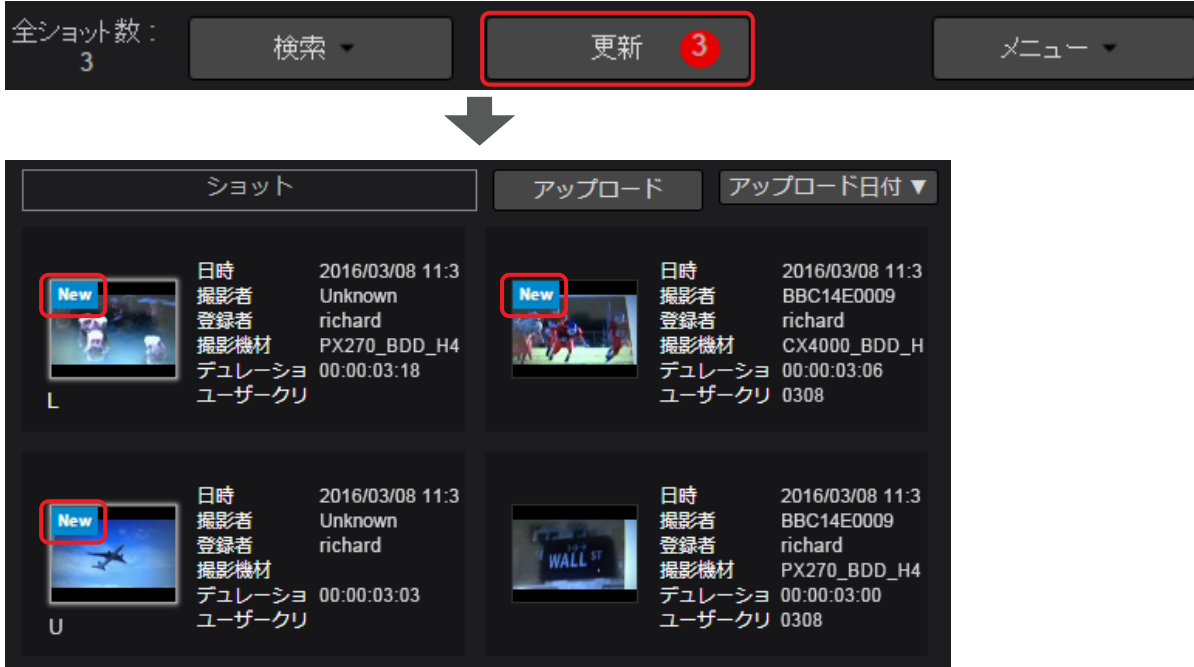 全ショット数：
3
検索
更新 3
メニュー
ショット
アップロード
アップロード日付 ▼
New
日時 2016/03/08 11:3
撮影者 Unknown
登録者 richard
撮影機材 PX270_BDD_H4
デュレーショ 00:00:03:18
ユーザークリ
L
New
日時 2016/03/08 11:3
撮影者 BBC14E0009
登録者 richard
撮影機材 CX4000_BDD_H
デュレーショ 00:00:03:06
ユーザークリ 0308
New
日時 2016/03/08 11:3
撮影者 Unknown
登録者 richard
撮影機材
デュレーショ 00:00:03:03
ユーザークリ
U
WALL ST
日時 2016/03/08 11:3
撮影者 BBC14E0009
登録者 richard
撮影機材 PX270_BDD_H4
デュレーショ 00:00:03:00
ユーザークリ 0308